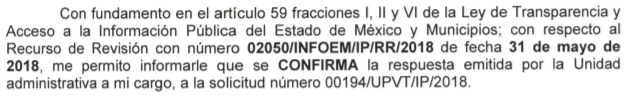 Con fundamento en el artículo 59 fracciones I, II y VI de la Ley de Transparencia y
Acceso a la Información Pública del Estado de México y Municipios; con respecto al
Recurso de Revisión con número 02050/INFOEM/IP/RR/2018 de fecha 31 de mayo de
2018, me permito informarle que se CONFIRMA la respuesta emitida por la Unidad
administrativa a mi cargo, a la solicitud número 00194/UPVT/IP/2018.